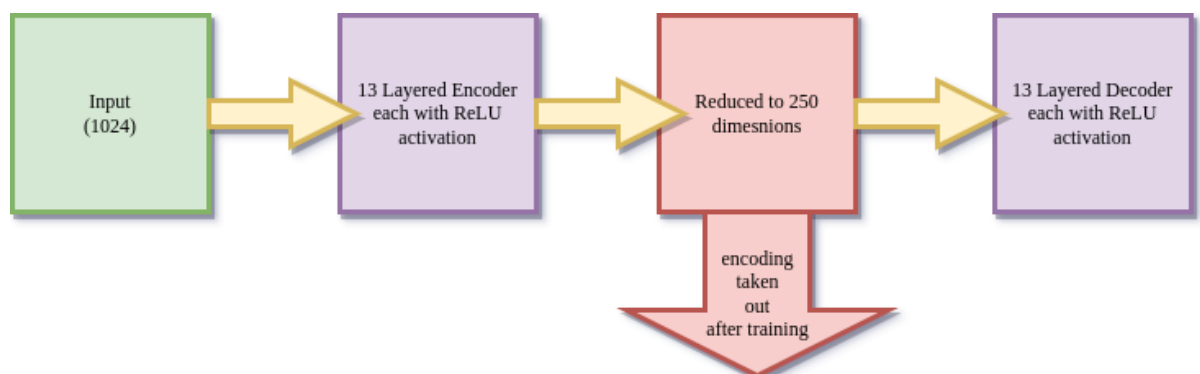 Input
(1024)
13 Layered Encoder
each with ReLU
activation
Reduced to 250
dimesnions
13 Layered Decoder
each with ReLU
activation
encoding
taken
out
after training